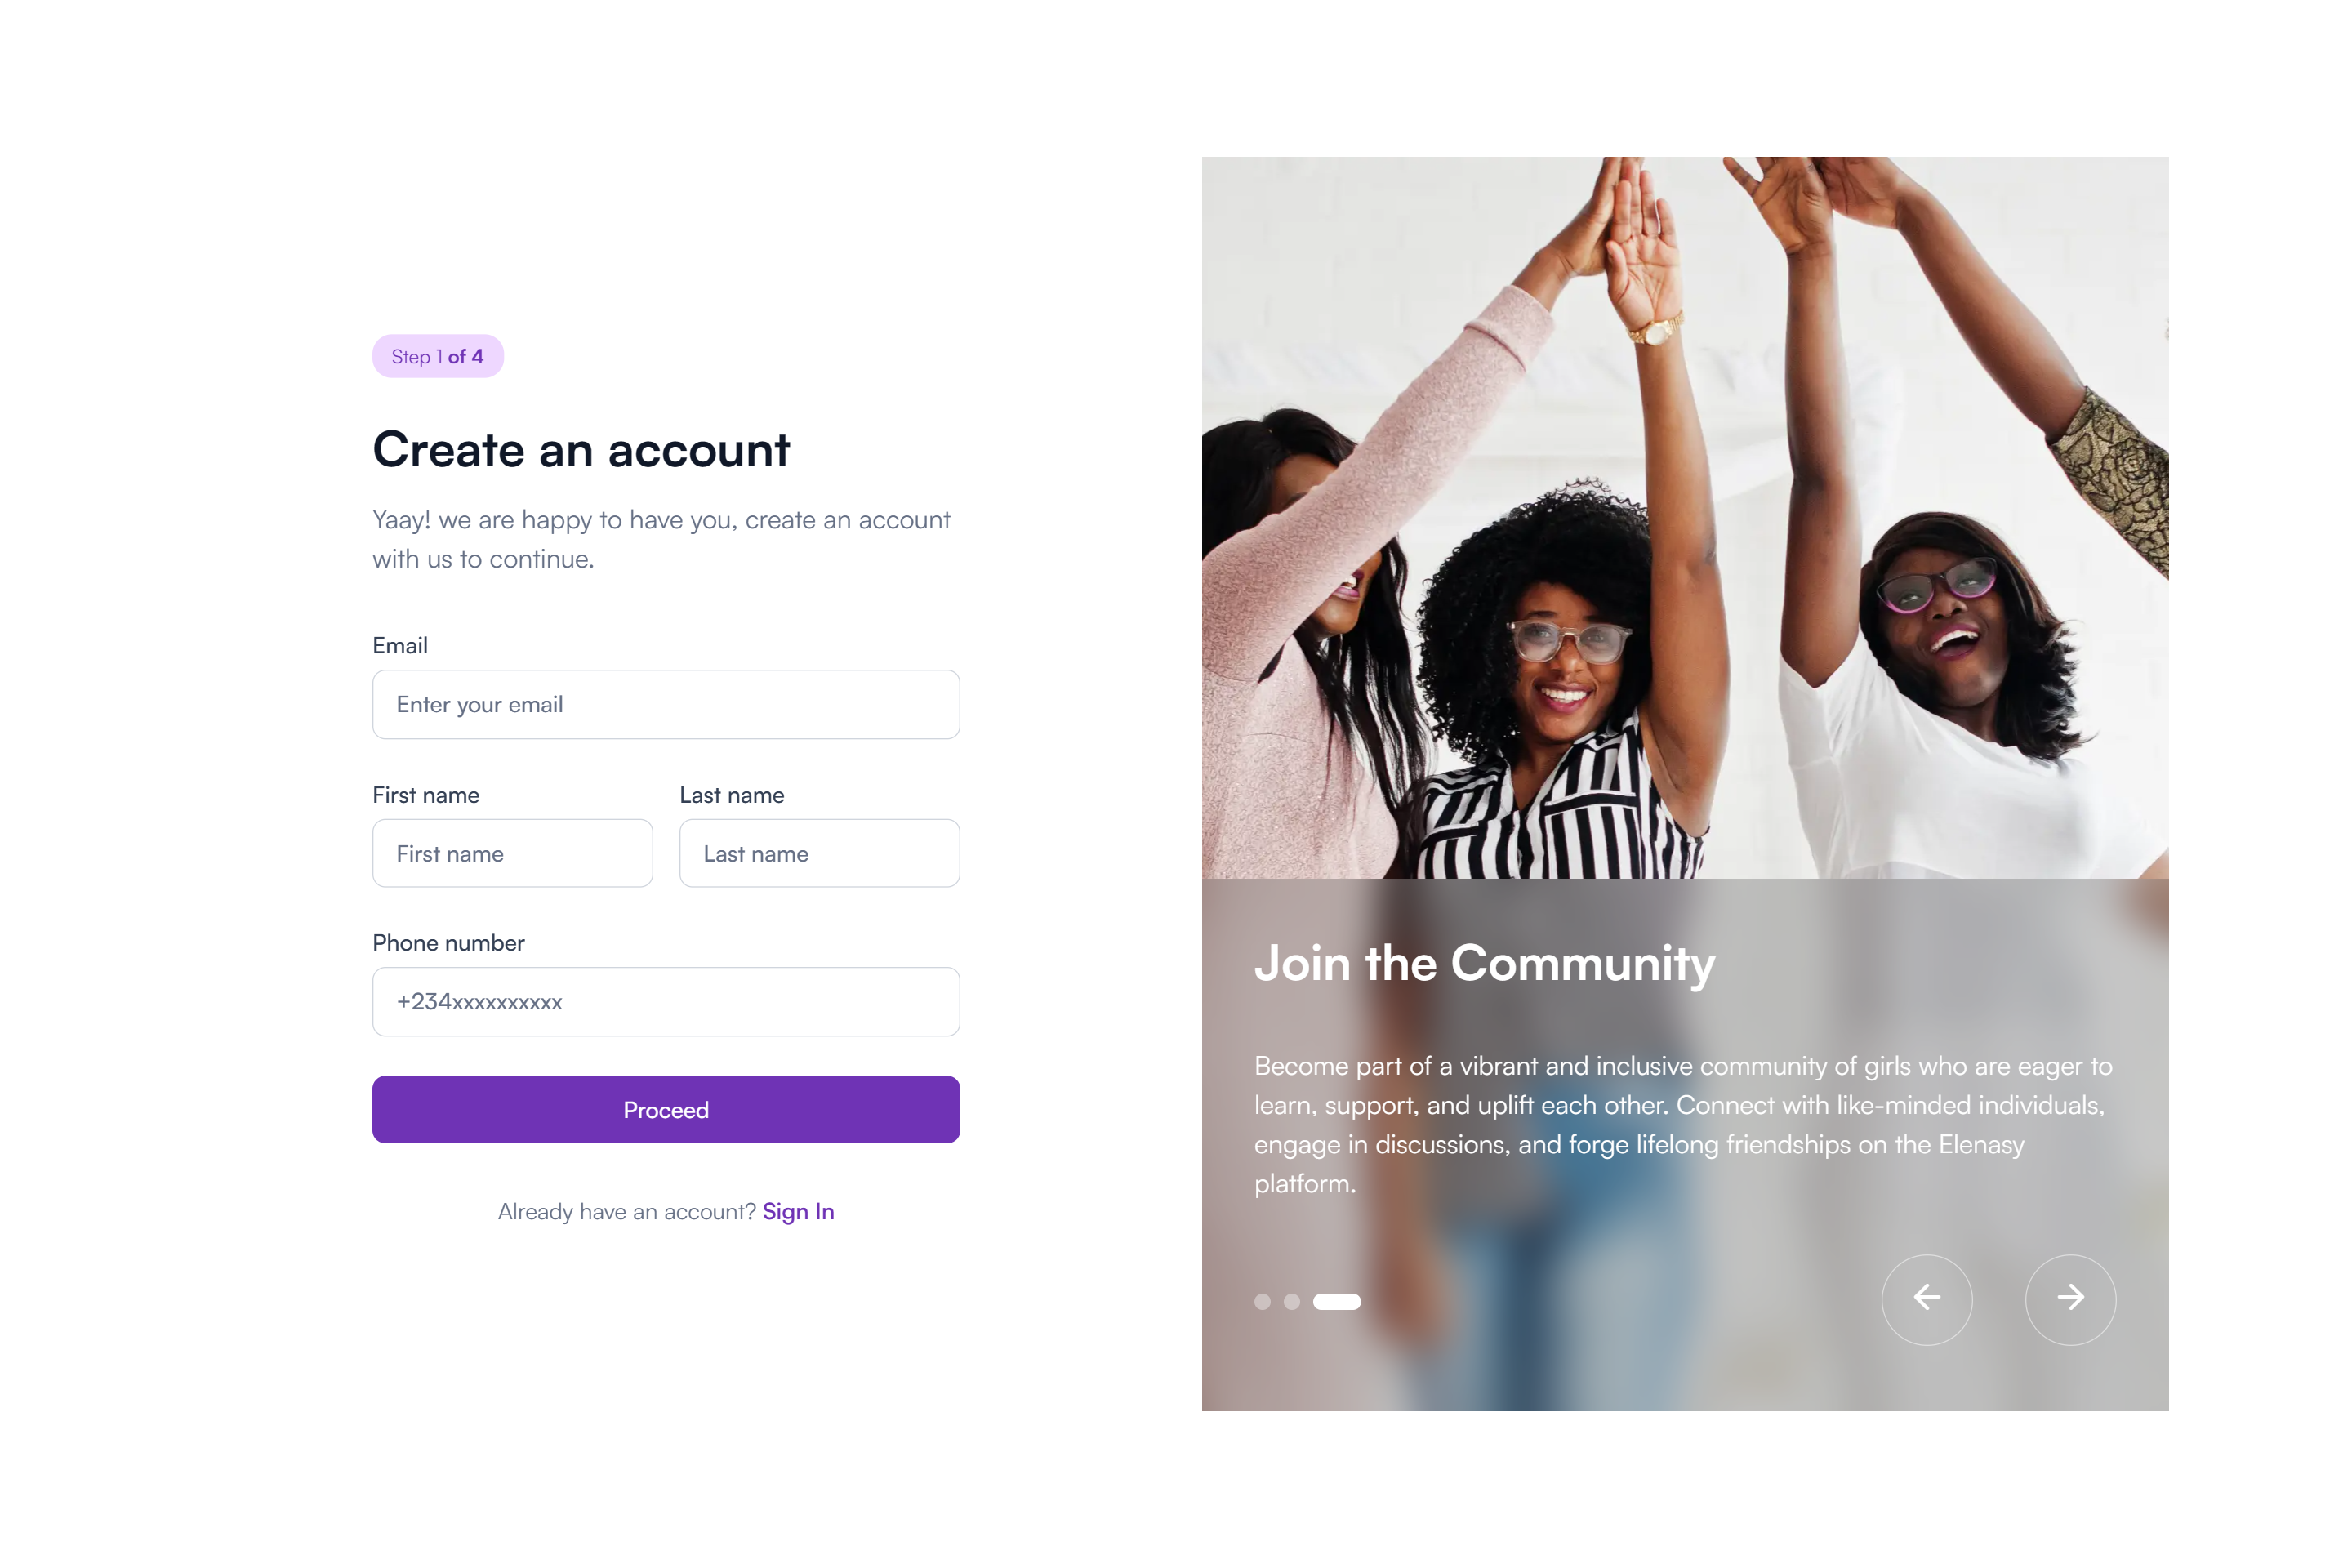 Step 1 of 4
Create an account
Yaay! we are happy to have you, create an account
with us to continue.
Email
Enter your email
First name
First name
Last name
Last name
Phone number
+234xxxxxxxxxx
Proceed
Already have an account? Sign In
Join the Community
Become part of a vibrant and inclusive community of girls who are eager to
learn, support, and uplift each other. Connect with like-minded individuals,
engage in discussions, and forge lifelong friendships on the Elenasy
platform.